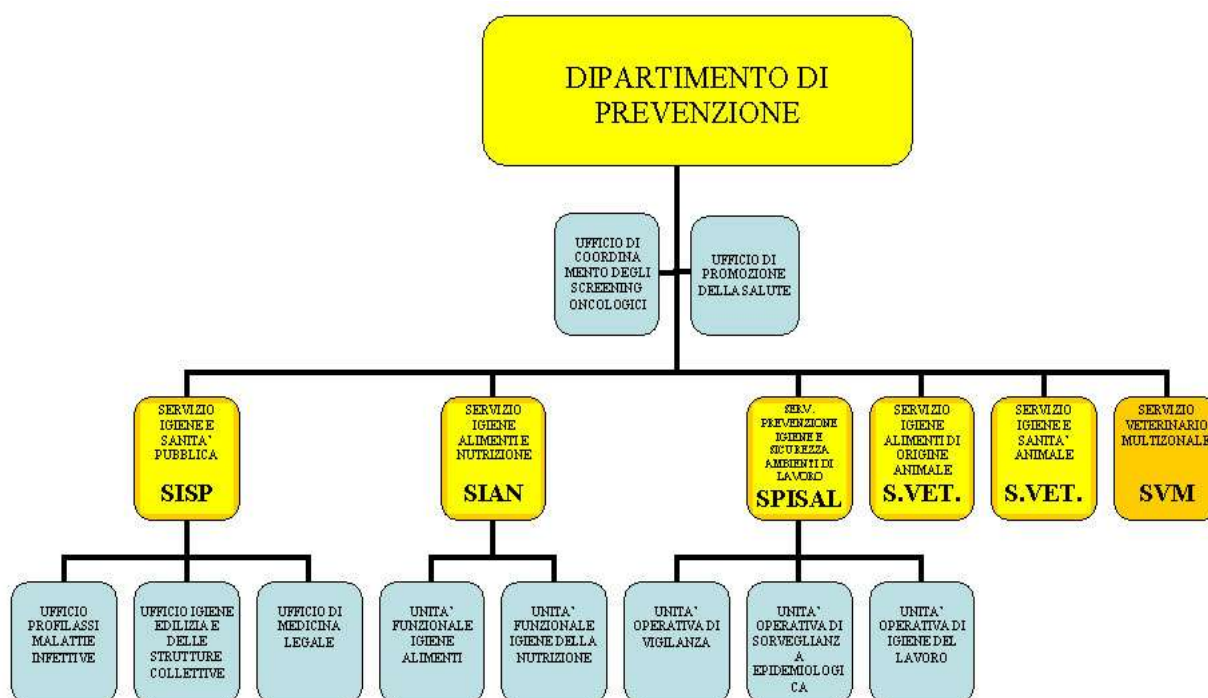 DIPARTIMENTO DI
PREVENZIONE
UFFICIO DI
COORDINA
MENTO DEGLI
SCREENING
ONCOLOGICI
UFFICIO DI
PROMOZIONE
DELLA SALUTE
SERVIZIO
IGIENE E
SANITA'
PUBBLICA
SISP
SERVIZIO
IGIENE
ALIMENTI E
NUTRIZIONE
SIAN
SERV.
PREVENZIONE
IGIENE E
SICUREZZA
AMBIENTI DI
LAVORO
SPISAL
SERVIZIO
IGIENE
ALIMENTI DI
ORIGINE
ANIMALE
S.VET.
SERVIZIO
IGIENE E
SANITA'
ANIMALE
S.VET.
SERVIZIO
VETERINARIO
MULTIZONALE
SVM
UFFICIO
PROFILASSI
MALATTIE
INFETTIVE
UFFICIO IGIENE
EDILIZIA E
DELLE
STRUTTURE
COLLETTIVE
UFFICIO DI
MEDICINA
LEGALE
UNITA'
FUNZIONALE
IGIENE
ALIMENTI
UNITA'
FUNZIONALE
IGIENE DELLA
NUTRIZIONE
UNITA'
OPERATIVA DI
VIGILANZA
UNITA'
OPERATIVA DI
SORVEGLIANZ
A
EPIDEMIOLOGI
CA
UNITA'
OPERATIVA DI
IGIENE DEL
LAVORO